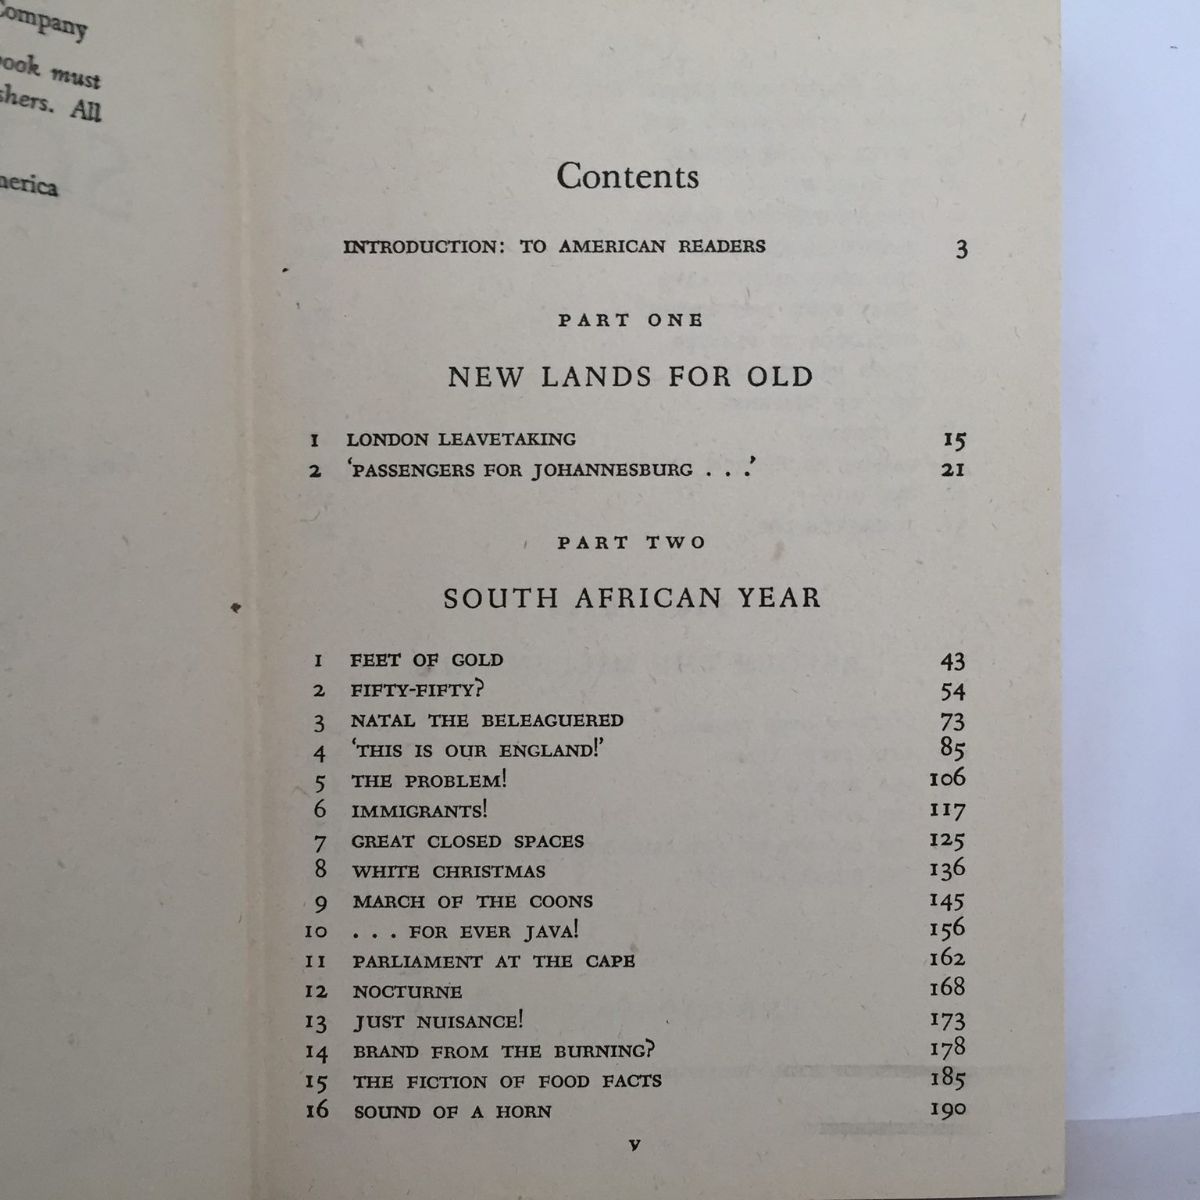 Company
ook must
shers. All
erica
Contents
INTRODUCTION: TO AMERICAN READERS 3
PART ONE
NEW LANDS FOR OLD
1 LONDON LEAVETAKING 15
2 'PASSENGERS FOR JOHANNESBURG . . .' 21
PART TWO
SOUTH AFRICAN YEAR
1 FEET OF GOLD 43
2 FIFTY-FIFTY? 54
3 NATAL THE BELEAGUERED 73
4 'THIS IS OUR ENGLAND!' 85
5 THE PROBLEM! 106
6 IMMIGRANTS! 117
7 GREAT CLOSED SPACES 125
8 WHITE CHRISTMAS 136
9 MARCH OF THE COONS 145
10 . . . FOR EVER JAVA! 156
11 PARLIAMENT AT THE CAPE 162
12 NOCTURNE 168
13 JUST NUISANCE! 173
14 BRAND FROM THE BURNING? 178
15 THE FICTION OF FOOD FACTS 185
16 SOUND OF A HORN 190
v